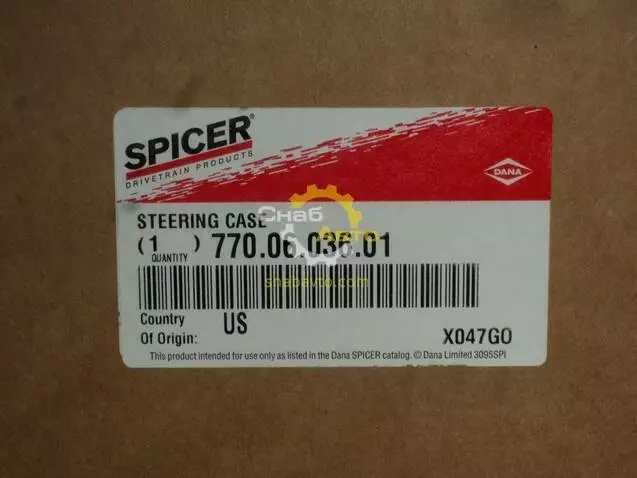 SPICER®
DRIVETRAIN PRODUCTS
DANA
STEERING CASE
( 1 ) 770.06.036.01
QUANTITY
Снаб
Авто
snabavto.com
Country
Of Origin:
US
X047GO
This product intended for use only as listed in the Dana SPICER catalog. © Dana Limited 3095SPI